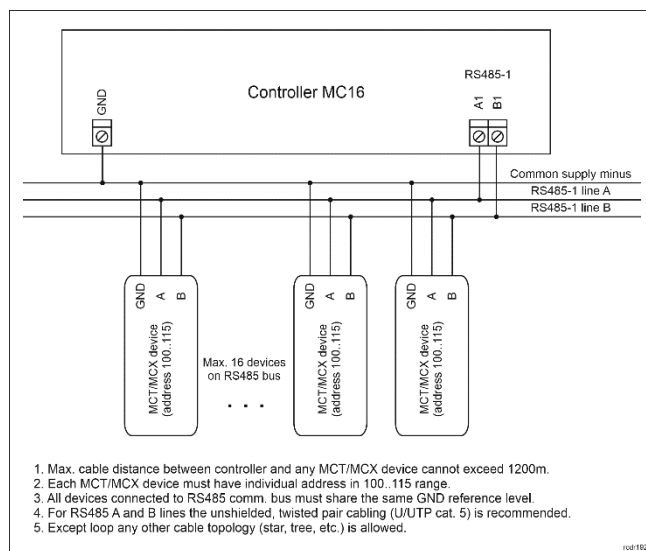 Controller MC16
RS485-1
GND
A1
B1
Common supply minus
RS485-1 line A
RS485-1 line B
GND
A
B
MCT/MCX device
(address 100..115)
Max. 16 devices
on RS485 bus
. . .
GND
A
B
MCT/MCX device
(address 100..115)
GND
A
B
MCT/MCX device
(address 100..115)
1. Max. cable distance between controller and any MCT/MCX device cannot exceed 1200m.
2. Each MCT/MCX device must have individual address in 100..115 range.
3. All devices connected to RS485 comm. bus must share the same GND reference level.
4. For RS485 A and B lines the unshielded, twisted pair cabling (U/UTP cat. 5) is recommended.
5. Except loop any other cable topology (star, tree, etc.) is allowed.